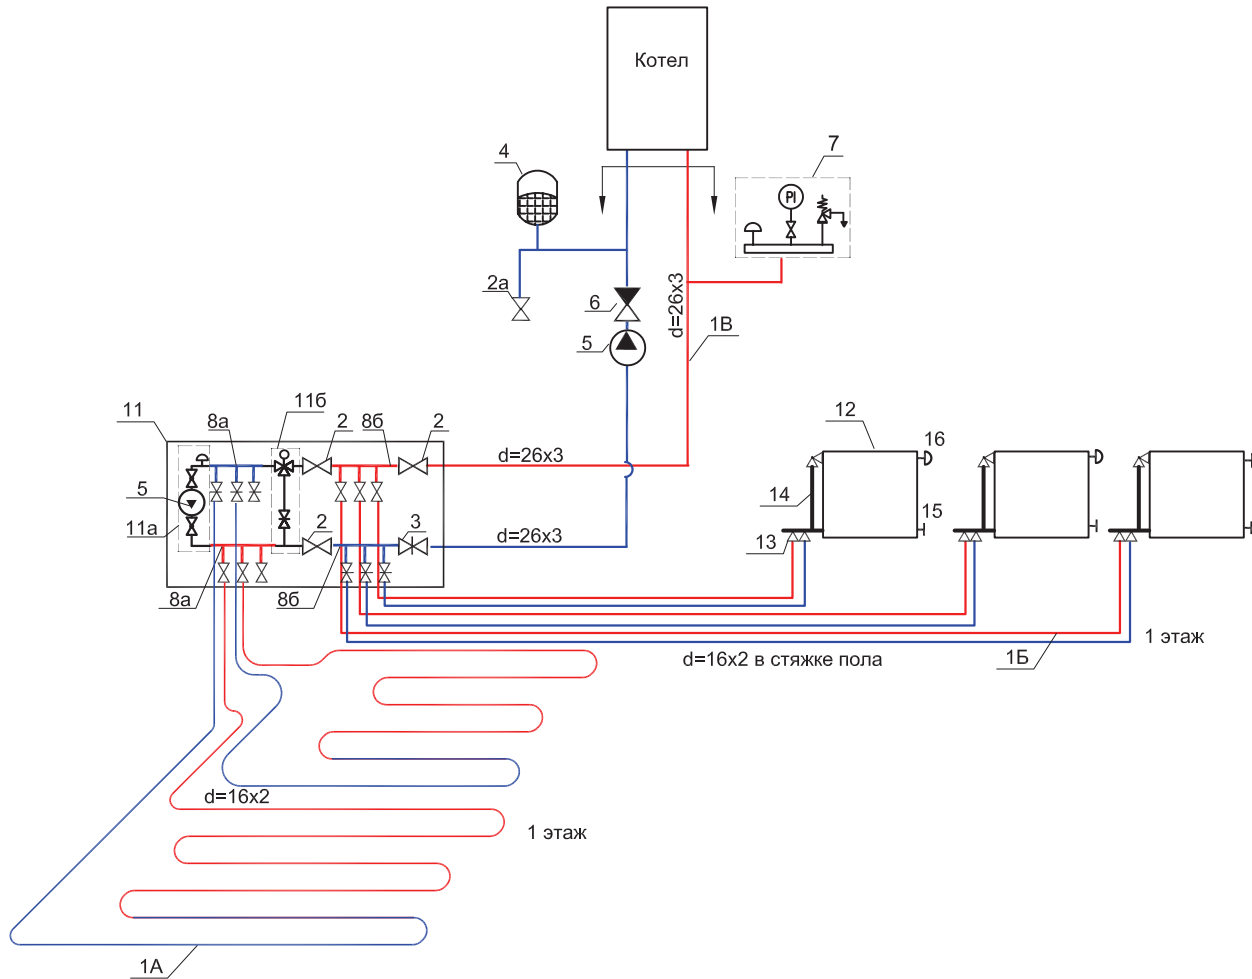 Котел
4
7
PI
2а
6
d=26x3
1В
5
11
8а
11б
2
8б
2
12
16
d=26x3
14
5
15
11а
2
3
d=26x3
13
8а
8б
1 этаж
d=16x2 в стяжке пола
1Б
d=16x2
1 этаж
1А